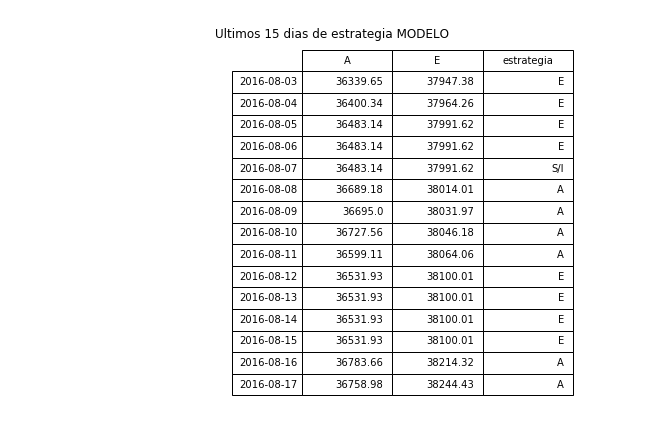 Ultimos 15 dias de estrategia MODELO
A E estrategia
2016-08-03 36339.65 37947.38 E
2016-08-04 36400.34 37964.26 E
2016-08-05 36483.14 37991.62 E
2016-08-06 36483.14 37991.62 E
2016-08-07 36483.14 37991.62 S/I
2016-08-08 36689.18 38014.01 A
2016-08-09 36695.0 38031.97 A
2016-08-10 36727.56 38046.18 A
2016-08-11 36599.11 38064.06 A
2016-08-12 36531.93 38100.01 E
2016-08-13 36531.93 38100.01 E
2016-08-14 36531.93 38100.01 E
2016-08-15 36531.93 38100.01 E
2016-08-16 36783.66 38214.32 A
2016-08-17 36758.98 38244.43 A